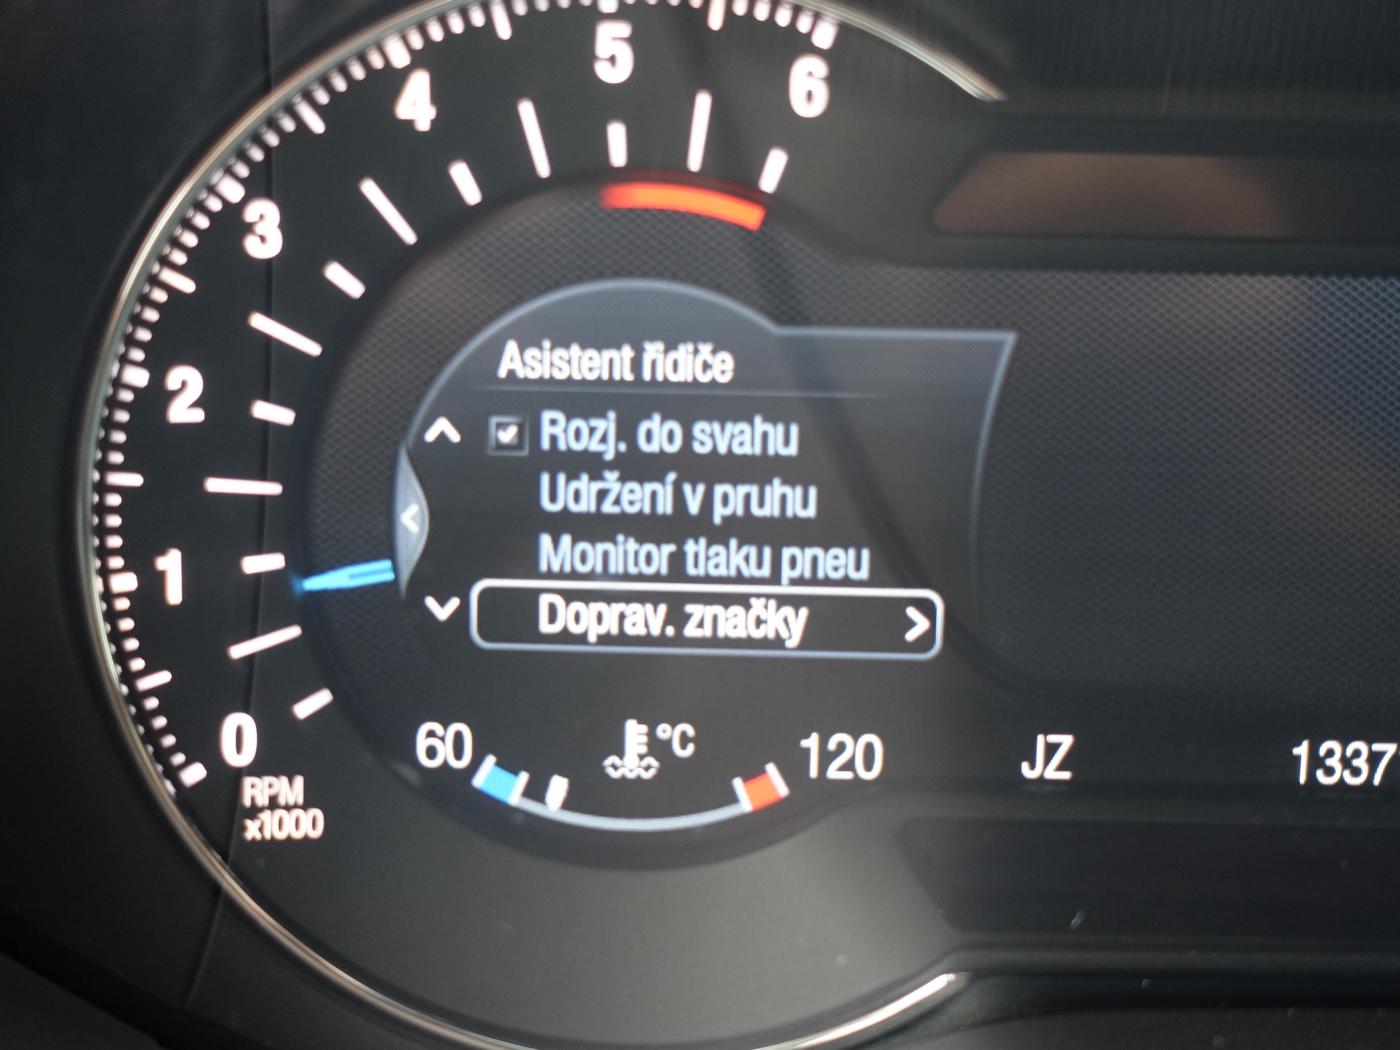 5
4
6
3
2
1
0
RPM
x1000
Asistent řidiče
Rozj. do svahu
Udržení v pruhu
Monitor tlaku pneu
Doprav. značky
60 °C 120
JZ 1337